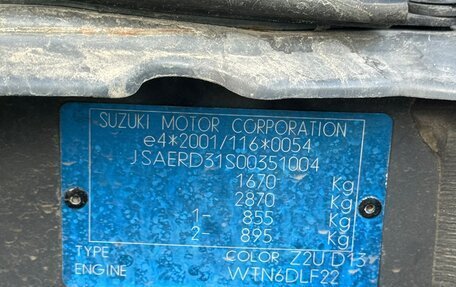 SUZUKI MOTOR CORPORATION
e4*2001/116*0054
JSAERD31S00351004
1670 Kg
2870 Kg
1- 855 Kg
2- 895 Kg
TYPE COLOR Z2U D13
ENGINE WTN6DLF22